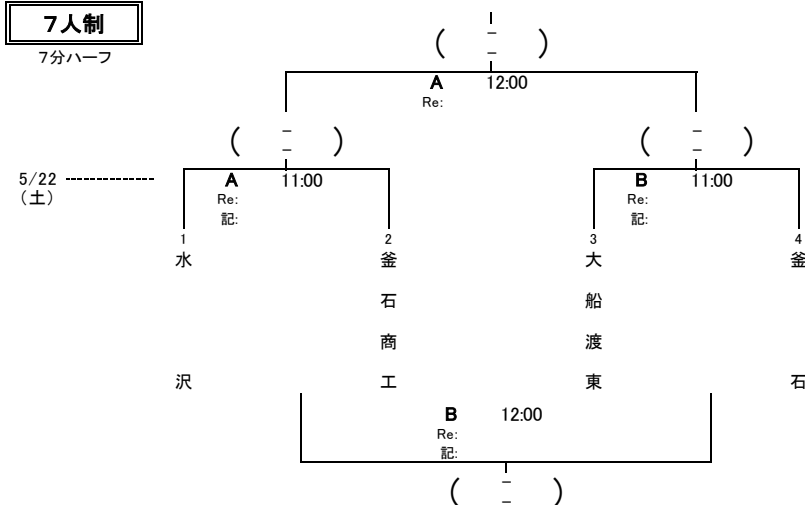 7人制
7分ハーフ
( - - )
A 12:00
Re:
( - - ) ( - - )
5/22
(土)
A 11:00
Re:
記:
B 11:00
Re:
記:
1 2 3 4
水沢
釜石商工
大船渡東
釜石
B 12:00
Re:
記:
( - - )